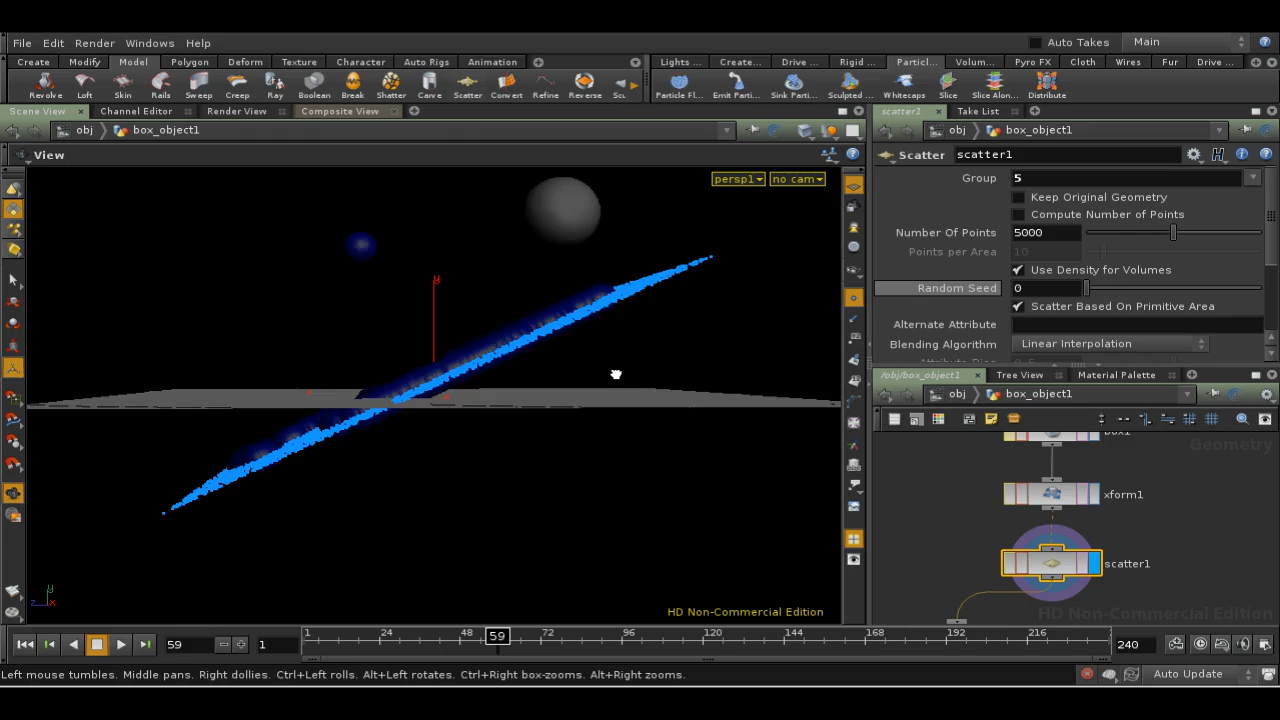 File Edit Render Windows Help Auto Takes Main
Create Modify Model Polygon Deform Texture Character Auto Rigs Animation Lights ... Create... Drive ... Rigid ... Particl... Volum... Pyro FX Cloth Wires Fur Drive ...
Revolve Loft Skin Rails Sweep Creep Ray Boolean Break Shatter Carve Scatter Convert Refine Reverse Particle Fl... Emit Parti... Sink Parti... Sculpted ... Whitecaps Slice Slice Alon... Distribute
Scene View Channel Editor Render View Composite View scatter1 Take List
obj box_object1 obj box_object1
View Scatter scatter1
persp1 no cam
Group 5
Keep Original Geometry
Compute Number of Points
Number Of Points 5000
Points per Area 10
Use Density for Volumes
Random Seed 0
Scatter Based On Primitive Area
Alternate Attribute
Blending Algorithm Linear Interpolation
/obj/box_object1 Tree View Material Palette
obj box_object1
Geometry
xform1
scatter1
y
y
z x
HD Non-Commercial Edition HD Non-Commercial Edition
59 1 1 24 48 59 72 96 120 144 168 192 216 240
Left mouse tumbles. Middle pans. Right dollies. Ctrl+Left rolls. Alt+Left rotates. Ctrl+Right box-zooms. Alt+Right zooms. Auto Update